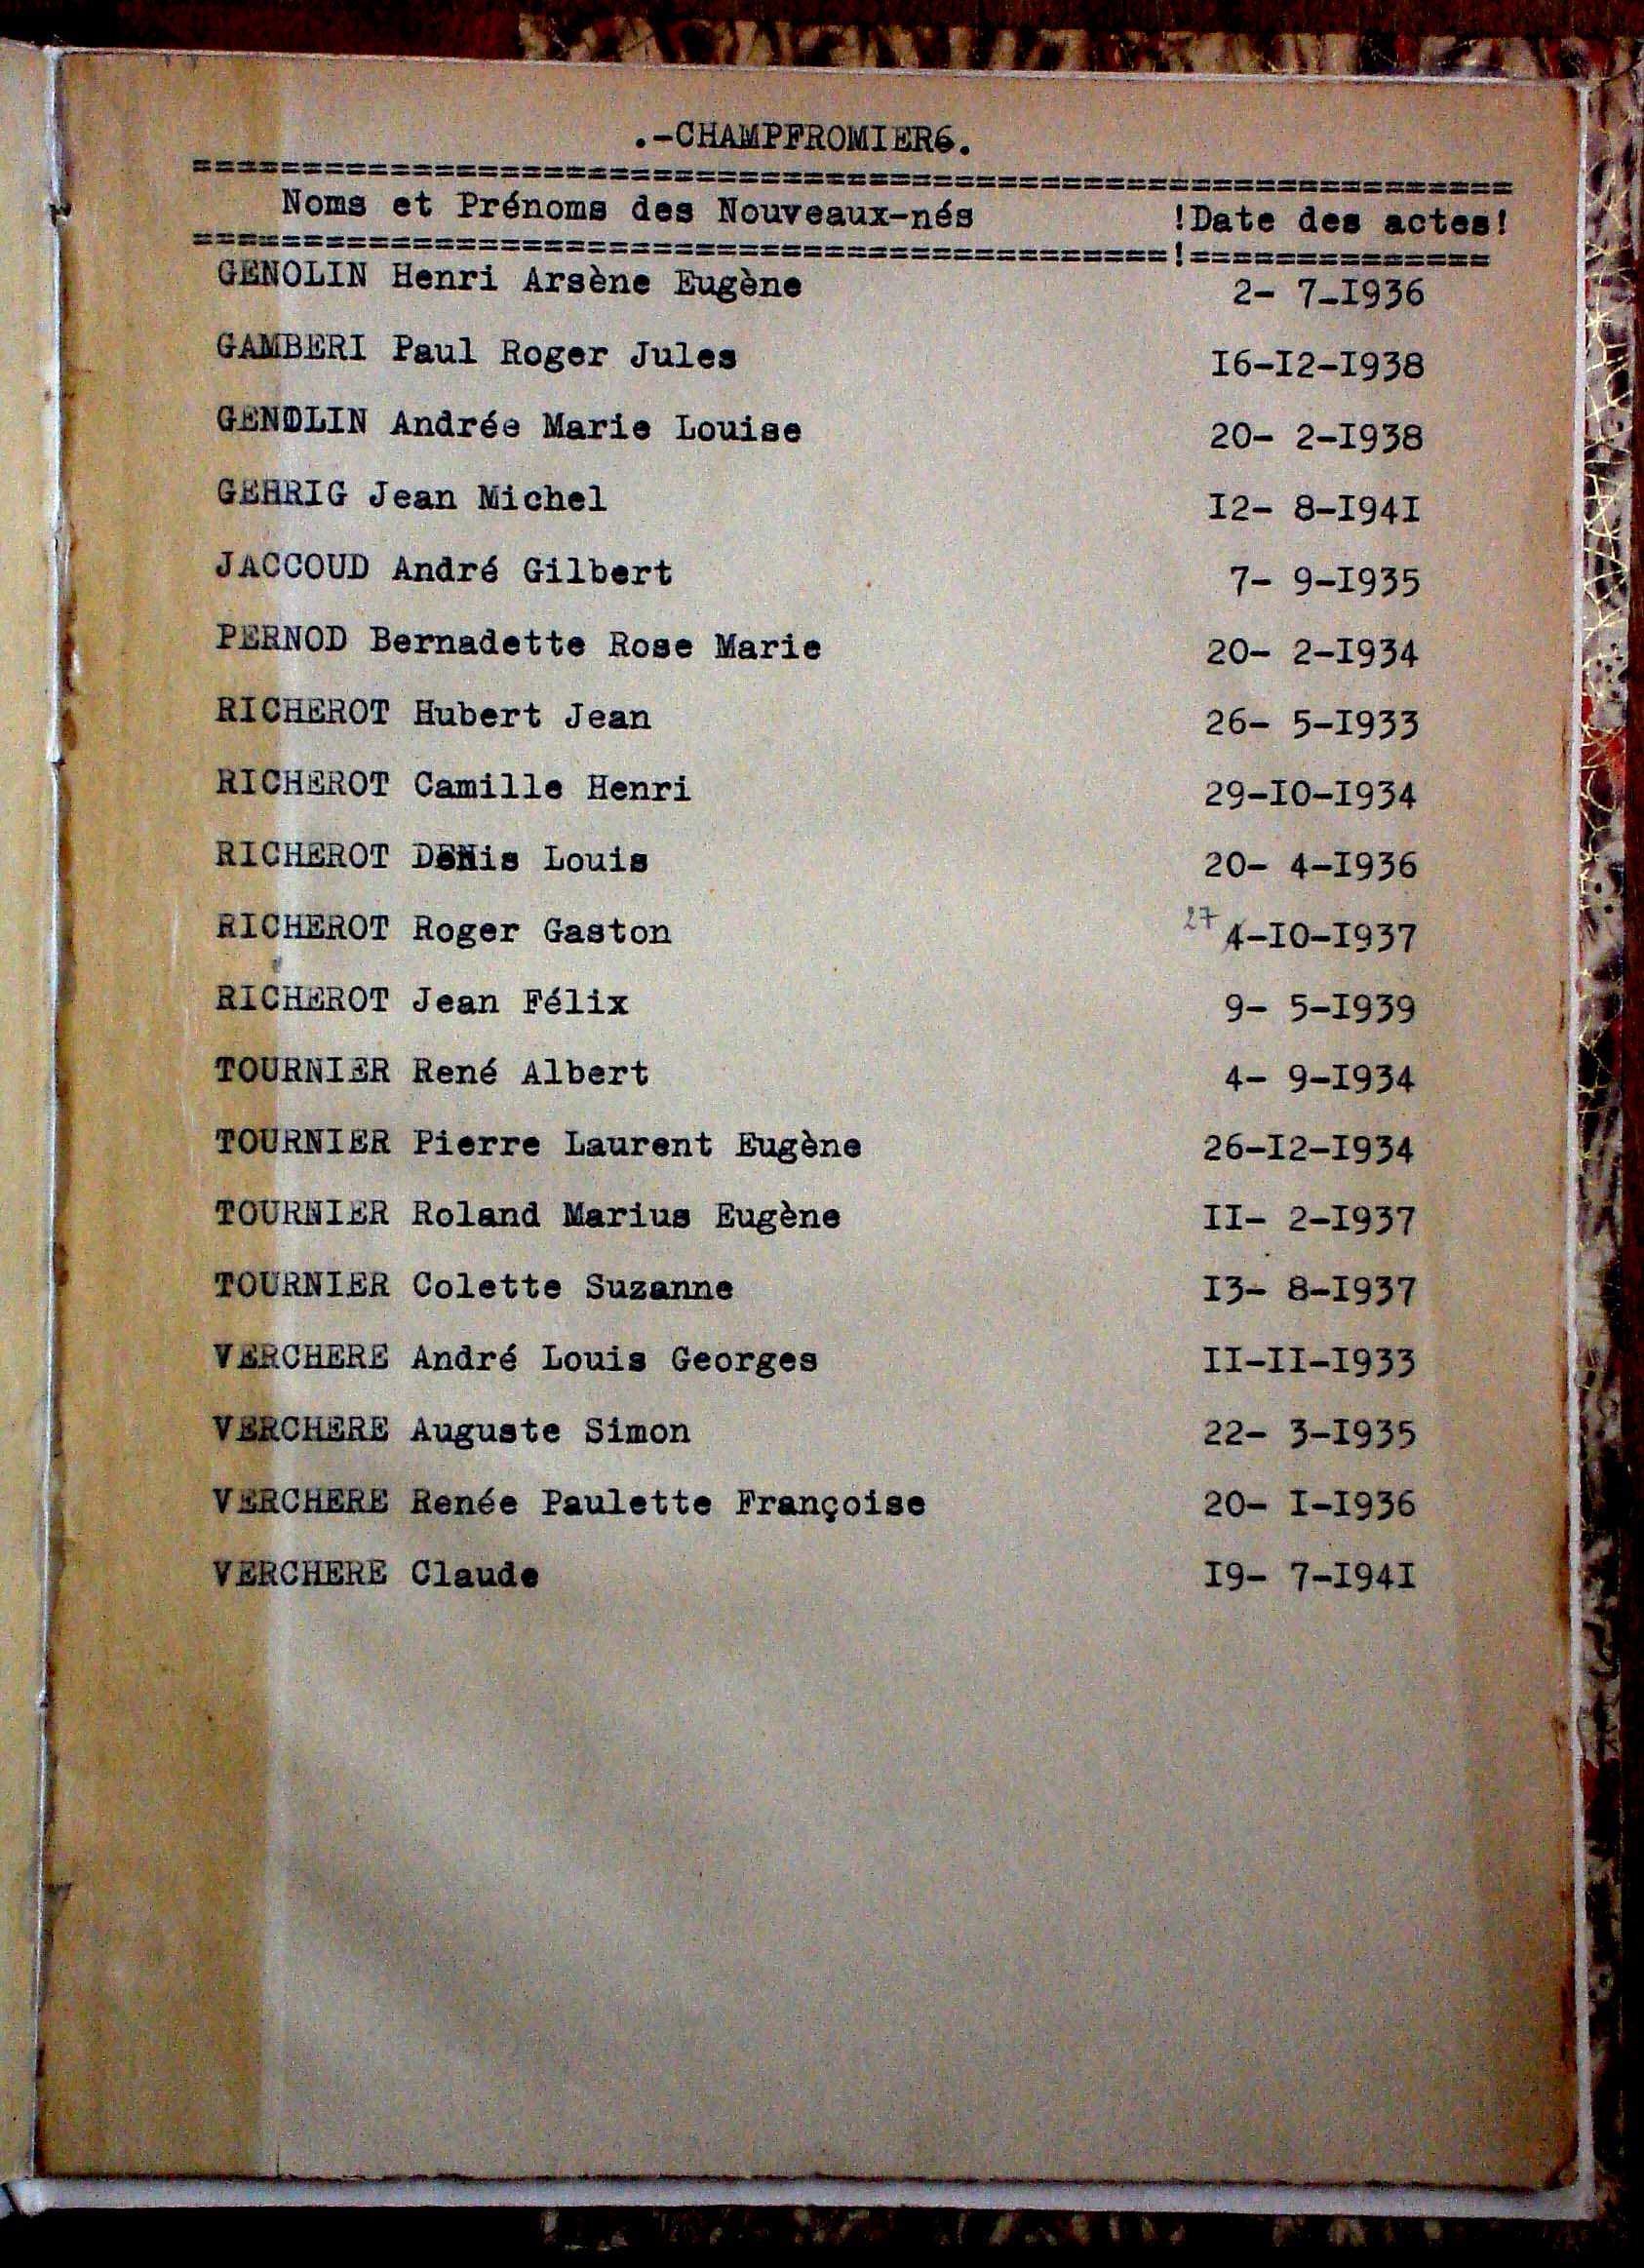 .-CHAMPFROMIER6.
Noms et Prénoms des Nouveaux-nés !Date des actes!
GENOLIN Henri Arsène Eugène 2- 7-I936
GAMBERI Paul Roger Jules I6-I2-I938
GENOLIN Andrée Marie Louise 20- 2-I938
GEHRIG Jean Michel I2- 8-I94I
JACCOUD André Gilbert 7- 9-I935
PERNOD Bernadette Rose Marie 20- 2-I934
RICHEROT Hubert Jean 26- 5-I933
RICHEROT Camille Henri 29-IO-I934
RICHEROT Denis Louis 20- 4-I936
RICHEROT Roger Gaston 27 4-IO-I937
RICHEROT Jean Félix 9- 5-I939
TOURNIER René Albert 4- 9-I934
TOURNIER Pierre Laurent Eugène 26-I2-I934
TOURNIER Roland Marius Eugène II- 2-I937
TOURNIER Colette Suzanne I3- 8-I937
VERCHERE André Louis Georges II-II-I933
VERCHERE Auguste Simon 22- 3-I935
VERCHERE Renée Paulette Françoise 20- I-I936
VERCHERE Claude I9- 7-I94I